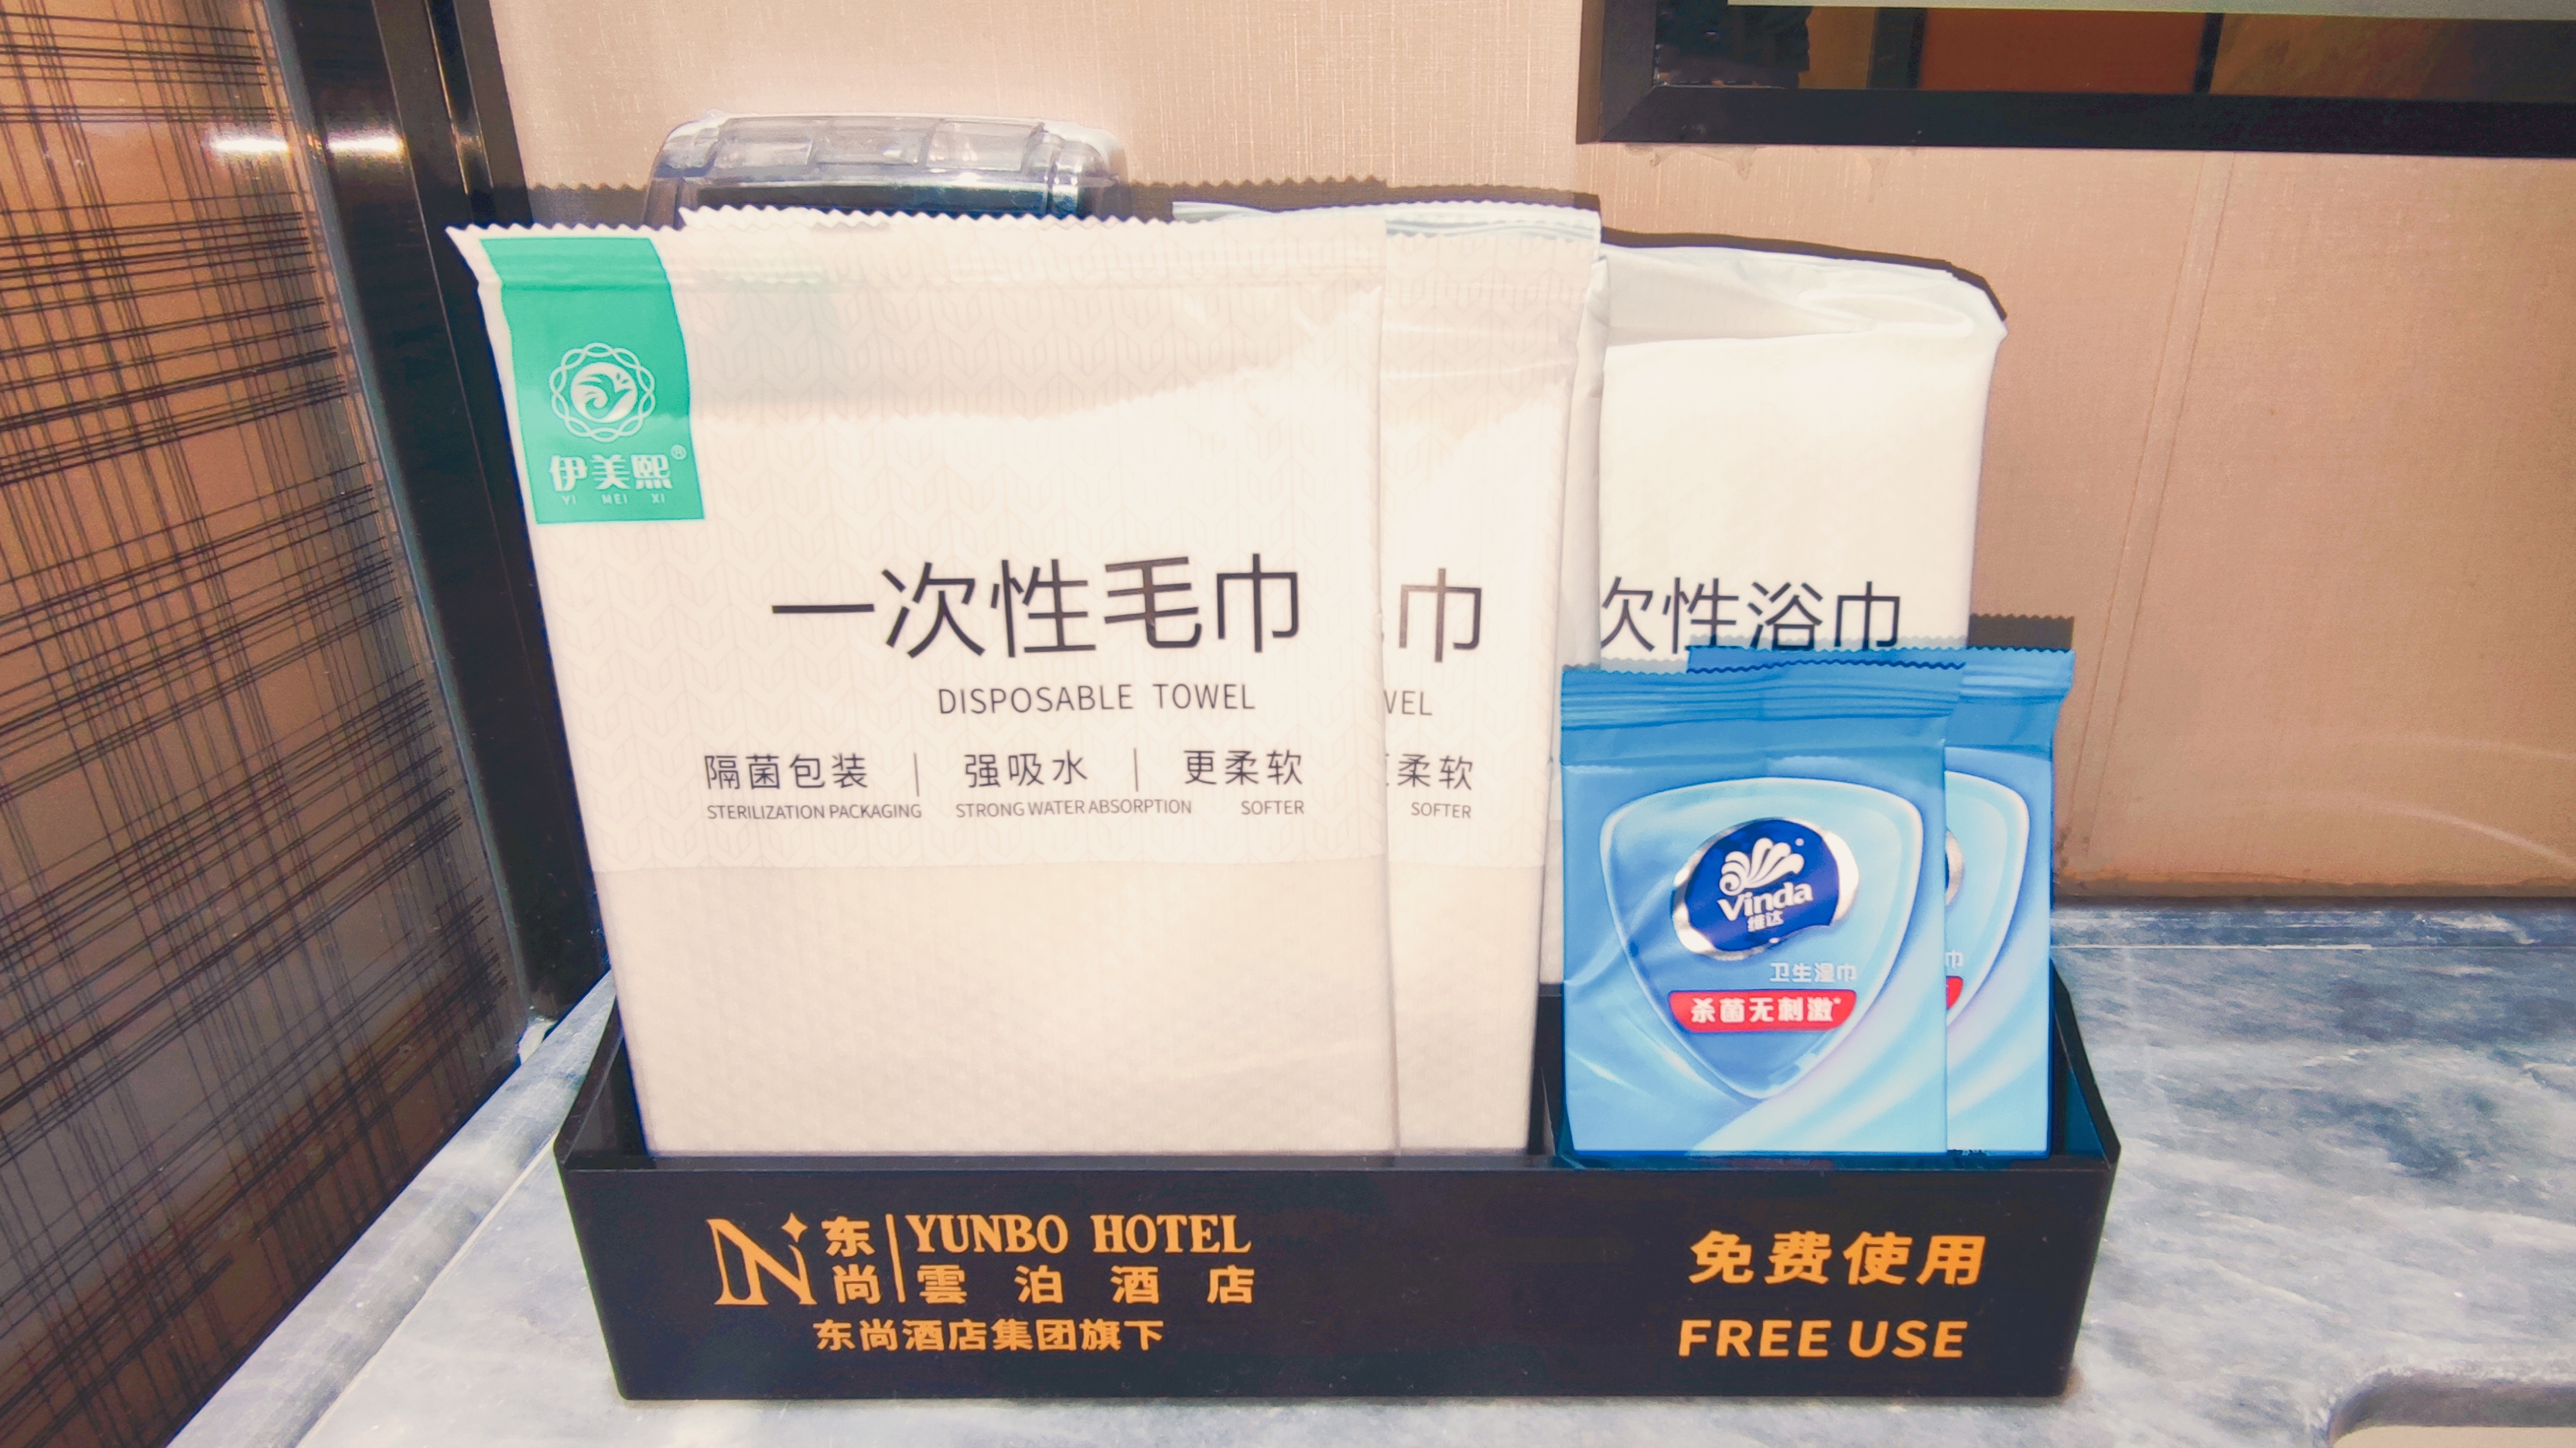 伊美熙®
YI MEI XI
一次性毛巾
DISPOSABLE TOWEL
隔菌包装 | 强吸水 | 更柔软
STERILIZATION PACKAGING STRONG WATER ABSORPTION SOFTER
巾
WEL
柔软
SOFTER
次性浴巾
Vinda
维达
卫生湿巾
杀菌无刺激*
巾
东尚
YUNBO HOTEL
雲泊酒店
东尚酒店集团旗下
免费使用
FREE USE